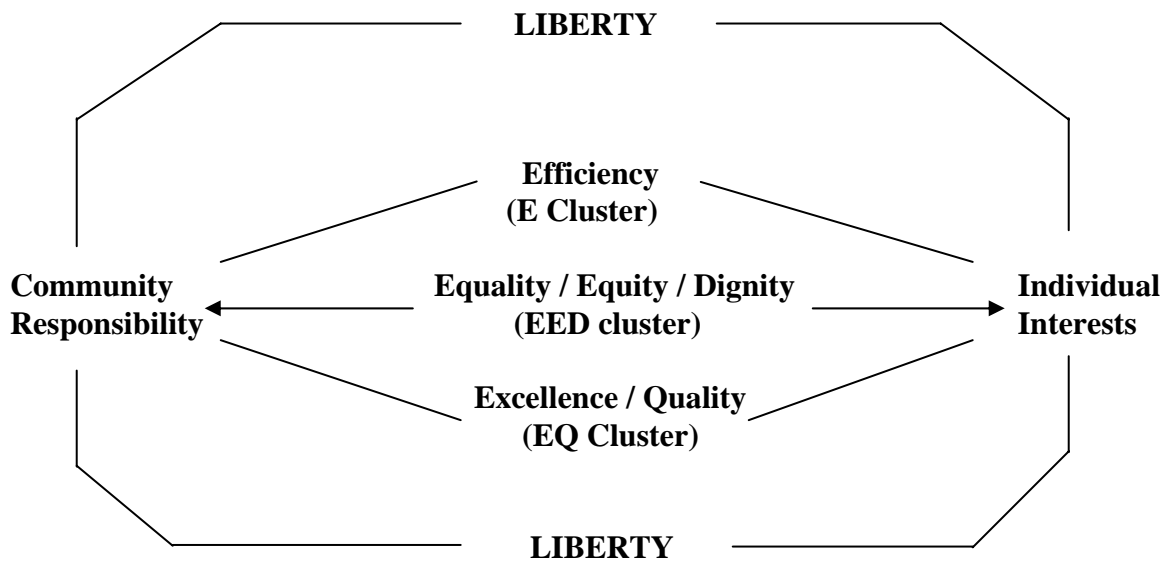 LIBERTY
Efficiency
(E Cluster)
Community
Responsibility
Equality / Equity / Dignity
(EED cluster)
Individual
Interests
Excellence / Quality
(EQ Cluster)
LIBERTY